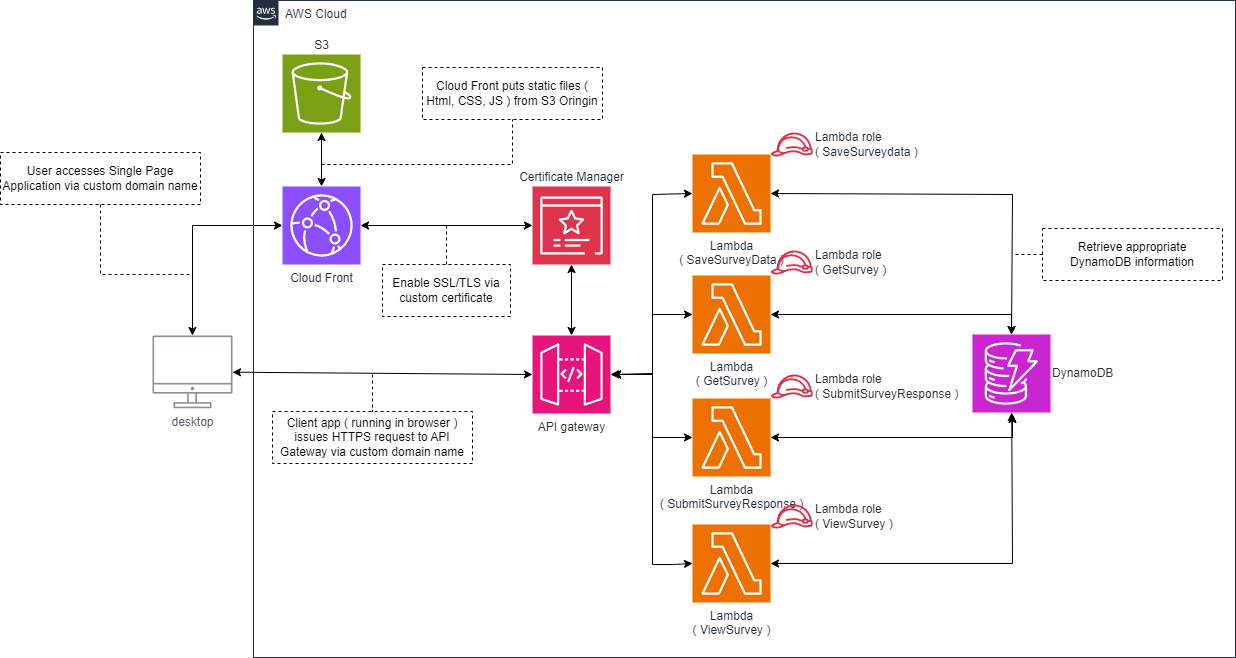 aws
AWS Cloud
S3
Cloud Front puts static files (
Html, CSS, JS ) from S3 Oringin
User accesses Single Page
Application via custom domain name
Cloud Front
Certificate Manager
Enable SSL/TLS via
custom certificate
desktop
Client app ( running in browser )
issues HTTPS request to API
Gateway via custom domain name
API gateway
</>
Lambda role
( SaveSurveydata )
Lambda
( SaveSurveyData )
Lambda role
( GetSurvey )
Lambda
( GetSurvey )
Lambda role
( SubmitSurveyResponse )
Lambda
( SubmitSurveyResponse )
Lambda role
( ViewSurvey )
Lambda
( ViewSurvey )
Retrieve appropriate
DynamoDB information
DynamoDB